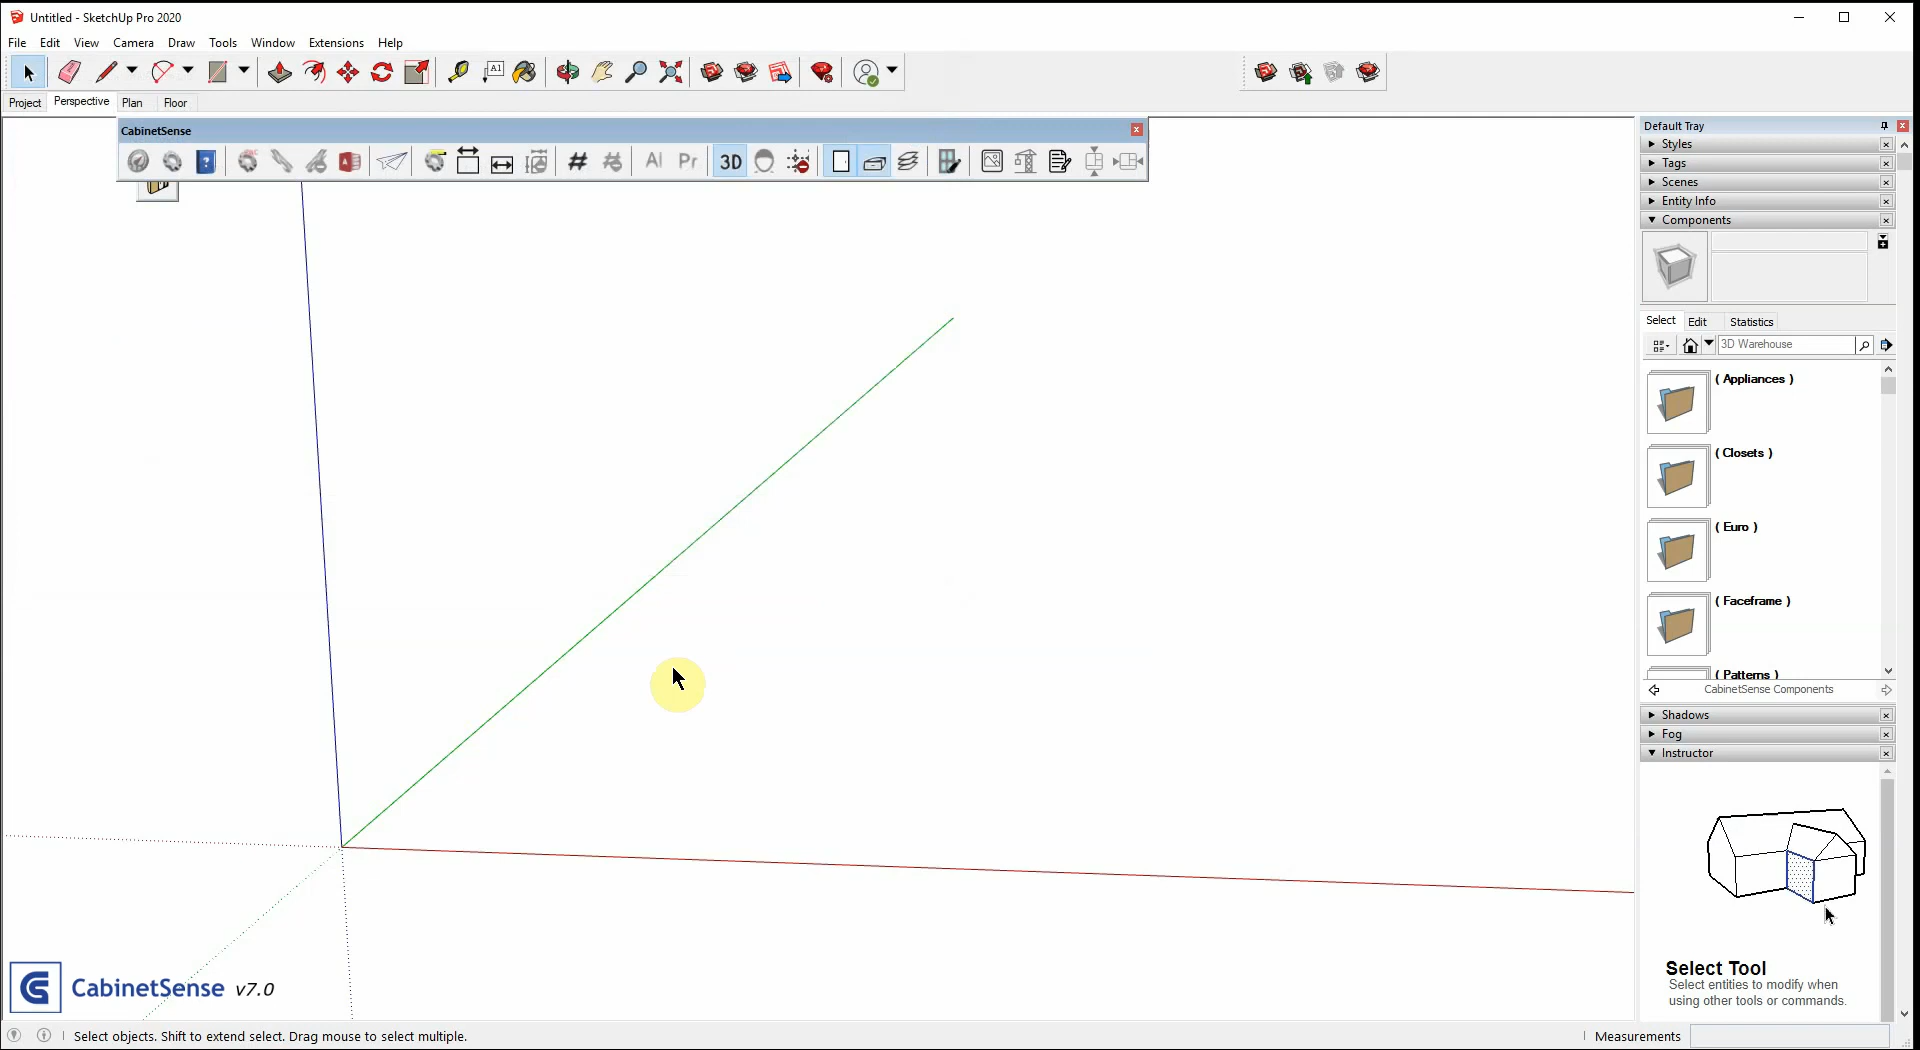 Untitled - SketchUp Pro 2020
File Edit View Camera Draw Tools Window Extensions Help
A1
Project Perspective Plan Floor
CabinetSense
? # Al Pr 3D
Default Tray
Styles
Tags
Scenes
Entity Info
Components
Select Edit Statistics
3D Warehouse
( Appliances )
( Closets )
( Euro )
( Faceframe )
( Patterns )
CabinetSense Components
Shadows
Fog
Instructor
Select Tool
Select entities to modify when
using other tools or commands.
CabinetSense v7.0
Select objects. Shift to extend select. Drag mouse to select multiple.
Measurements